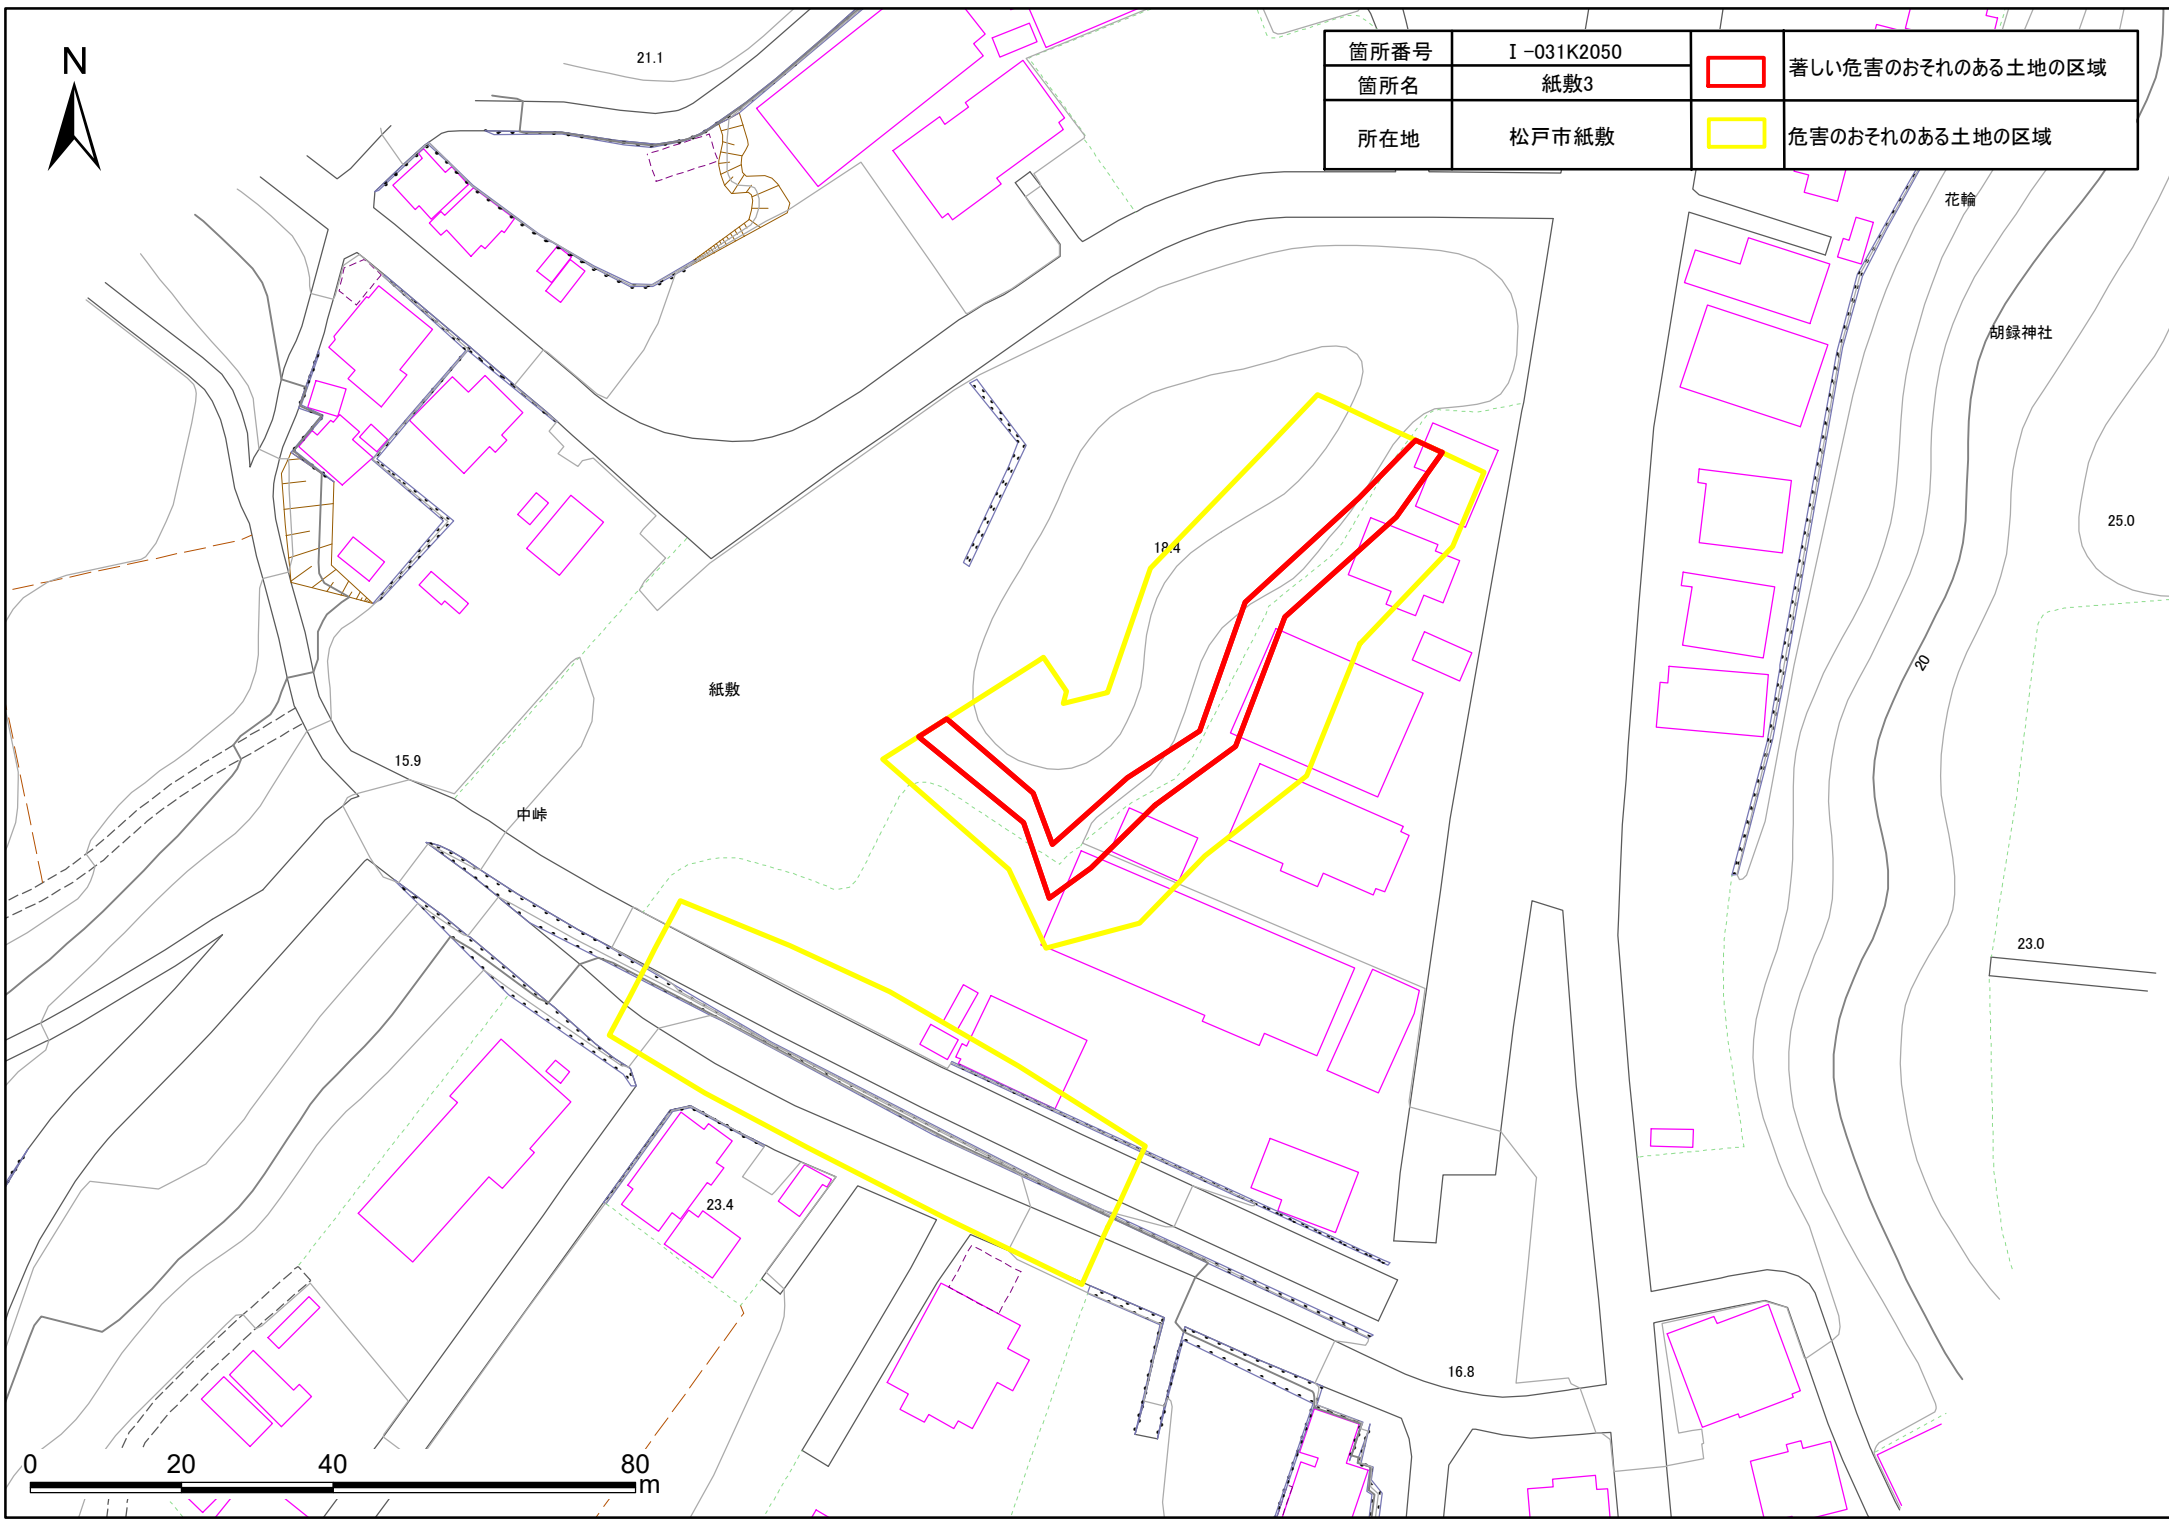 N
21.1
箇所番号 Ⅰ-031K2050 著しい危害のおそれのある土地の区域
箇所名 紙敷3
所在地 松戸市紙敷 危害のおそれのある土地の区域
花輪
胡録神社
25.0
18.4
20
紙敷
15.9
中峠
23.0
23.4
16.8
0 20 40 80
m